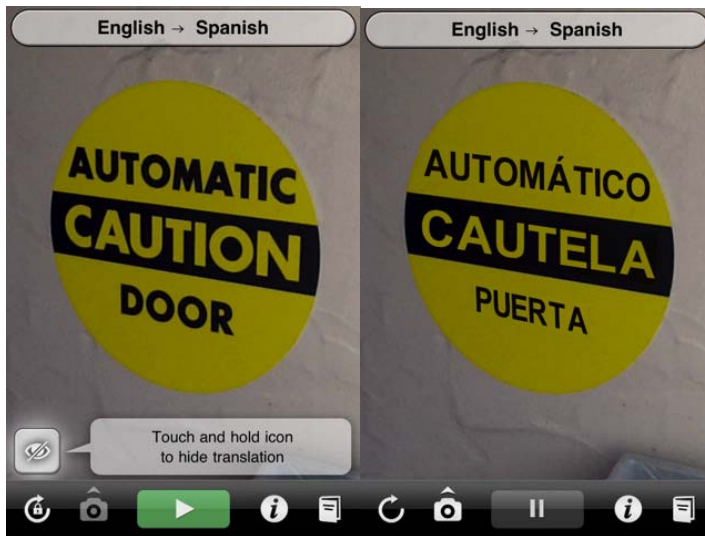 English → Spanish
AUTOMATIC
CAUTION
DOOR
Touch and hold icon
to hide translation
English → Spanish
AUTOMÁTICO
CAUTELA
PUERTA